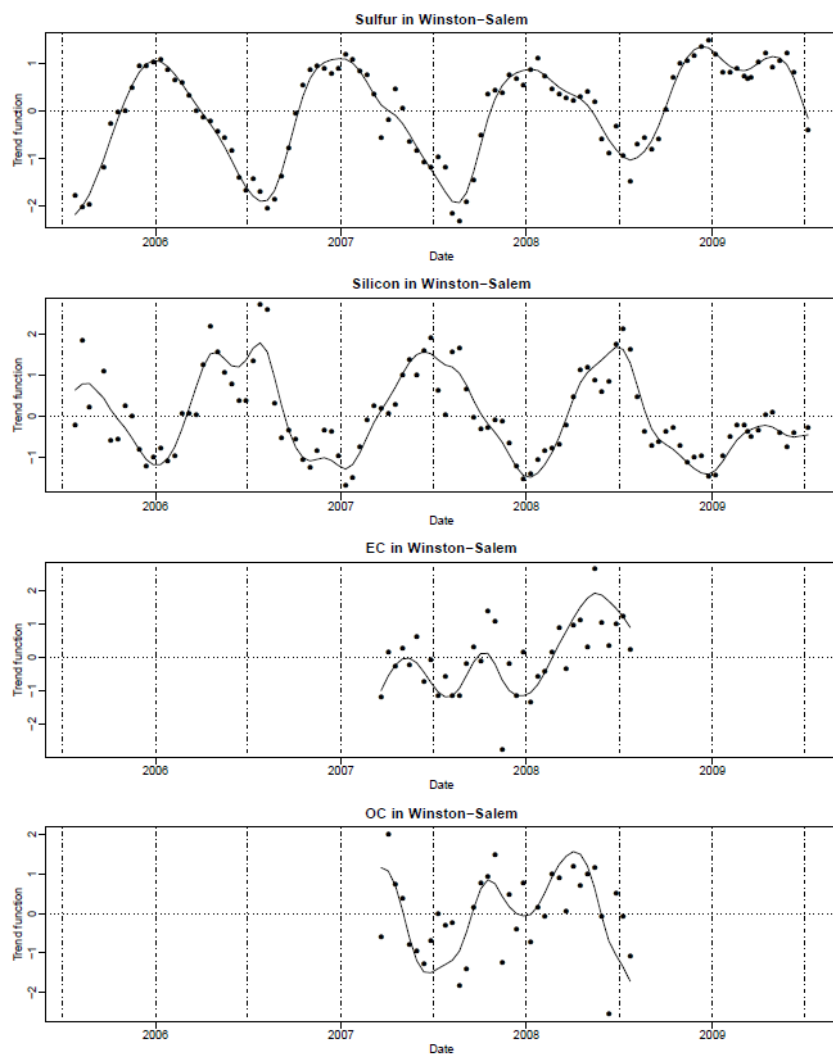 Sulfur in Winston−Salem
Trend function
1
0
−1
−2
2006 2007 2008 2009
Date
Silicon in Winston−Salem
Trend function
2
1
0
−1
2006 2007 2008 2009
Date
EC in Winston−Salem
Trend function
2
1
0
−1
−2
2006 2007 2008 2009
Date
OC in Winston−Salem
Trend function
2
1
0
−1
−2
2006 2007 2008 2009
Date